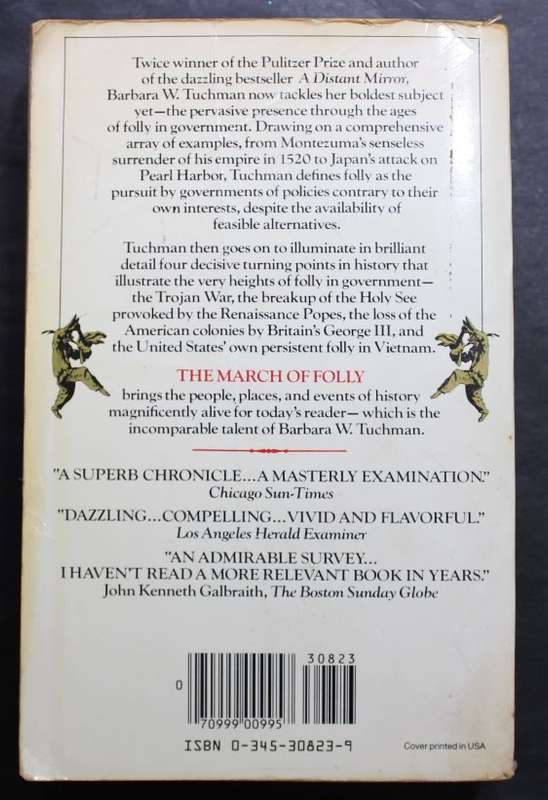 Twice winner of the Pulitzer Prize and author
of the dazzling bestseller A Distant Mirror,
Barbara W. Tuchman now tackles her boldest subject
yet—the pervasive presence through the ages
of folly in government. Drawing on a comprehensive
array of examples, from Montezuma's senseless
surrender of his empire in 1520 to Japan's attack on
Pearl Harbor, Tuchman defines folly as the
pursuit by governments of policies contrary to their
own interests, despite the availability of
feasible alternatives.
Tuchman then goes on to illuminate in brilliant
detail four decisive turning points in history that
illustrate the very heights of folly in government—
the Trojan War, the breakup of the Holy See
provoked by the Renaissance Popes, the loss of the
American colonies by Britain's George III, and
the United States' own persistent folly in Vietnam.
THE MARCH OF FOLLY
brings the people, places, and events of history
magnificently alive for today's reader— which is the
incomparable talent of Barbara W. Tuchman.
"A SUPERB CHRONICLE...A MASTERLY EXAMINATION."
Chicago Sun-Times
"DAZZLING...COMPELLING...VIVID AND FLAVORFUL."
Los Angeles Herald Examiner
"AN ADMIRABLE SURVEY...
I HAVEN'T READ A MORE RELEVANT BOOK IN YEARS."
John Kenneth Galbraith, The Boston Sunday Globe
30823
0
70999 00995
ISBN 0-345-30823-9
Cover printed in USA